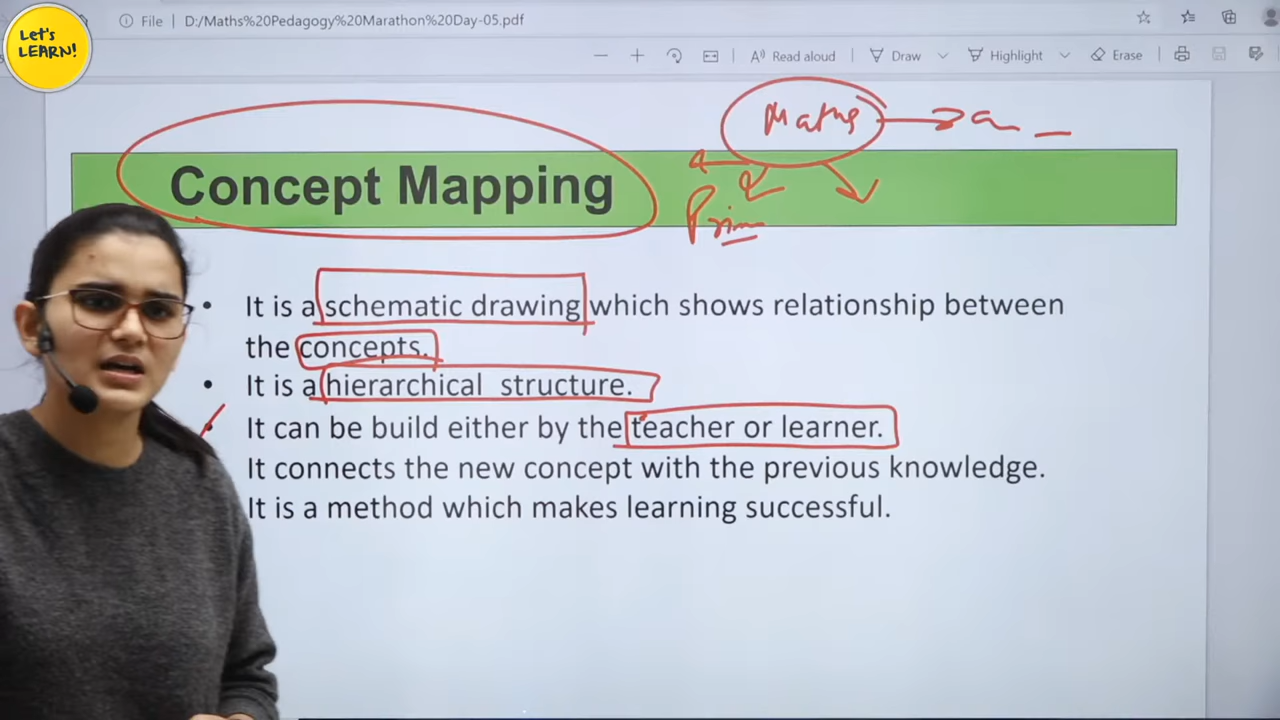 Let's
LEARN!
File D:/Maths%20Pedagogy%20Marathon%20Day-05.pdf
Read aloud Draw Highlight Erase
Maths
Concept Mapping
• It is a schematic drawing which shows relationship between
the concepts.
• It is a hierarchical structure.
It can be build either by the teacher or learner.
It connects the new concept with the previous knowledge.
It is a method which makes learning successful.